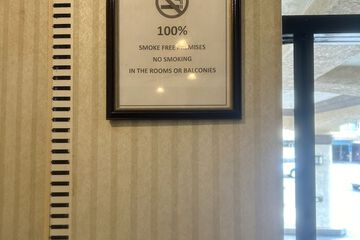 100%
SMOKE FREE PREMISES
NO SMOKING
IN THE ROOMS OR BALCONIES